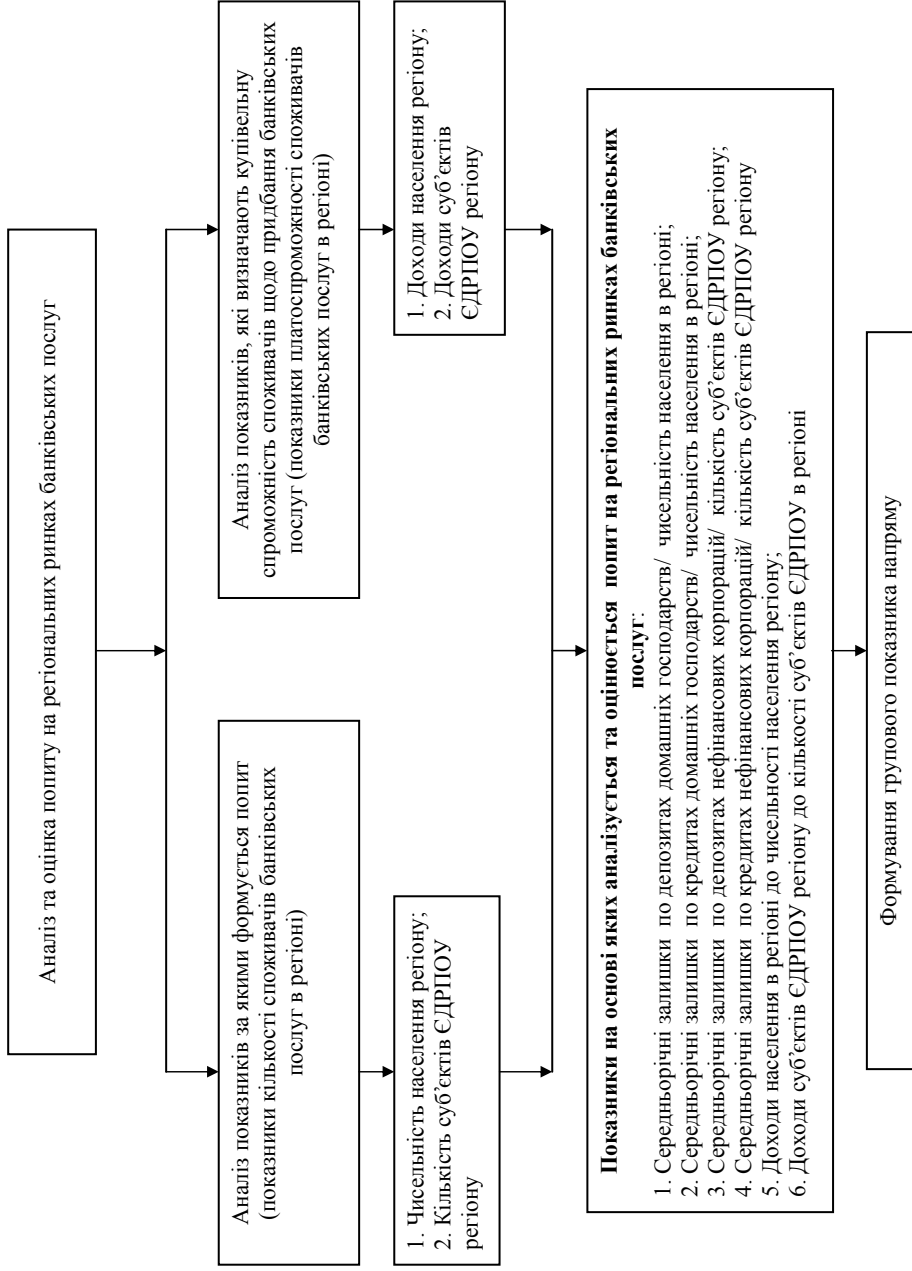 Аналіз та оцінка попиту на регіональних ринках банківських послуг
Аналіз показників за якими формується попит
(показники кількості споживачів банківських
послуг в регіоні)
Аналіз показників, які визначають купівельну
спроможність споживачів щодо придбання банківських
послуг (показники платоспроможності споживачів
банківських послуг в регіоні)
1. Чисельність населення регіону;
2. Кількість суб’єктів ЄДРПОУ
регіону
1. Доходи населення регіону;
2. Доходи суб’єктів
ЄДРПОУ регіону
Показники на основі яких аналізується та оцінюється попит на регіональних ринках банківських
послуг:
1. Середньорічні залишки по депозитах домашніх господарств/ чисельність населення в регіоні;
2. Середньорічні залишки по кредитах домашніх господарств/ чисельність населення в регіоні;
3. Середньорічні залишки по депозитах нефінансових корпорацій/ кількість суб’єктів ЄДРПОУ регіону;
4. Середньорічні залишки по кредитах нефінансових корпорацій/ кількість суб’єктів ЄДРПОУ регіону
5. Доходи населення в регіоні до чисельності населення регіону;
6. Доходи суб’єктів ЄДРПОУ регіону до кількості суб’єктів ЄДРПОУ в регіоні
Формування групового показника напряму